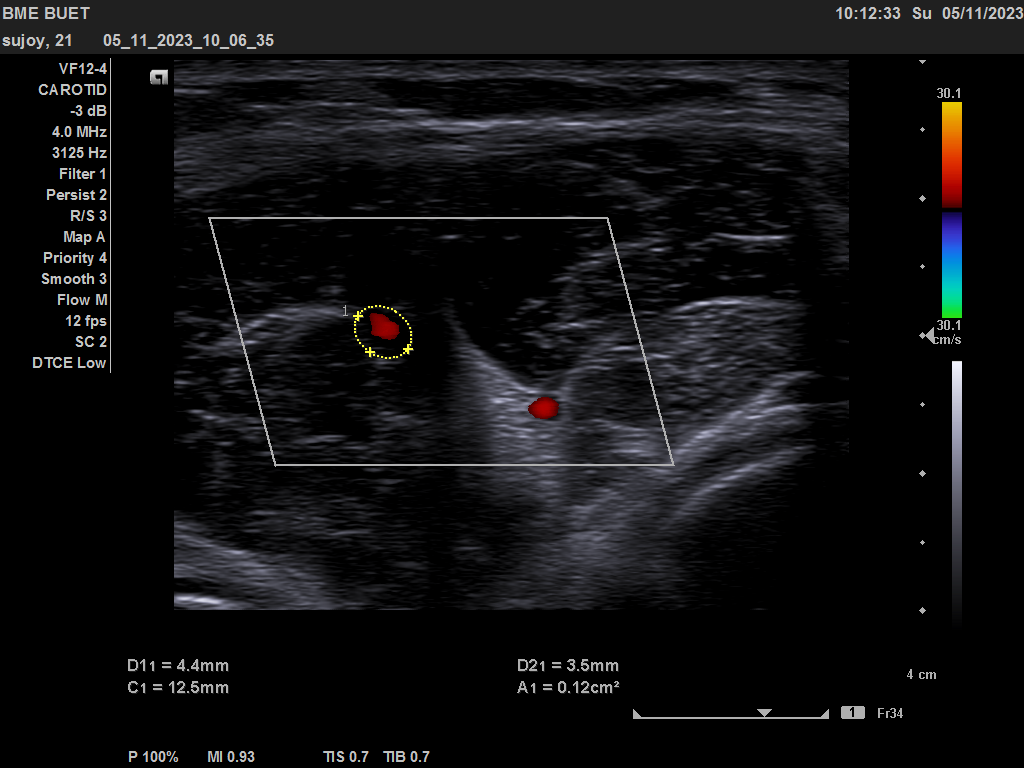 BME BUET 10:12:33 Su 05/11/2023
sujoy, 21 05_11_2023_10_06_35
VF12-4
CAROTID
-3 dB
4.0 MHz
3125 Hz
Filter 1
Persist 2
R/S 3
Map A
Priority 4
Smooth 3
Flow M
12 fps
SC 2
DTCE Low
30.1
30.1
cm/s
1
D11 = 4.4mm D21 = 3.5mm
C1 = 12.5mm A1 = 0.12cm²
4 cm
1 Fr34
P 100% MI 0.93 TIS 0.7 TIB 0.7